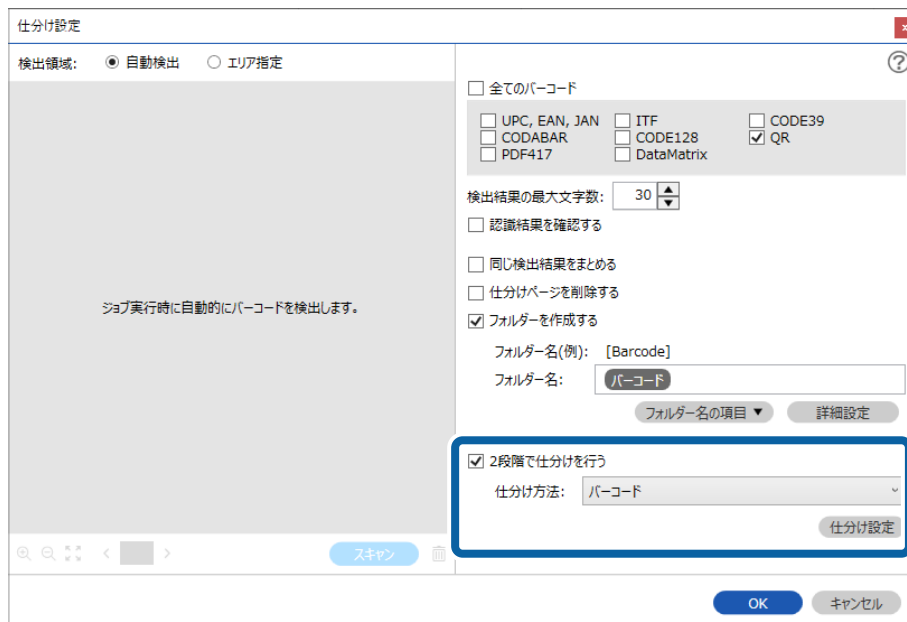 仕分け設定
検出領域: 自動検出 エリア指定
全てのバーコード
UPC, EAN, JAN ITF CODE39
CODABAR CODE128 QR
PDF417 DataMatrix
検出結果の最大文字数: 30
認識結果を確認する
同じ検出結果をまとめる
仕分けページを削除する
ジョブ実行時に自動的にバーコードを検出します。
フォルダーを作成する
フォルダー名(例): [Barcode]
フォルダー名: バーコード
フォルダー名の項目▼ 詳細設定
2段階で仕分けを行う
仕分け方法: バーコード
仕分け設定
スキャン
OK キャンセル